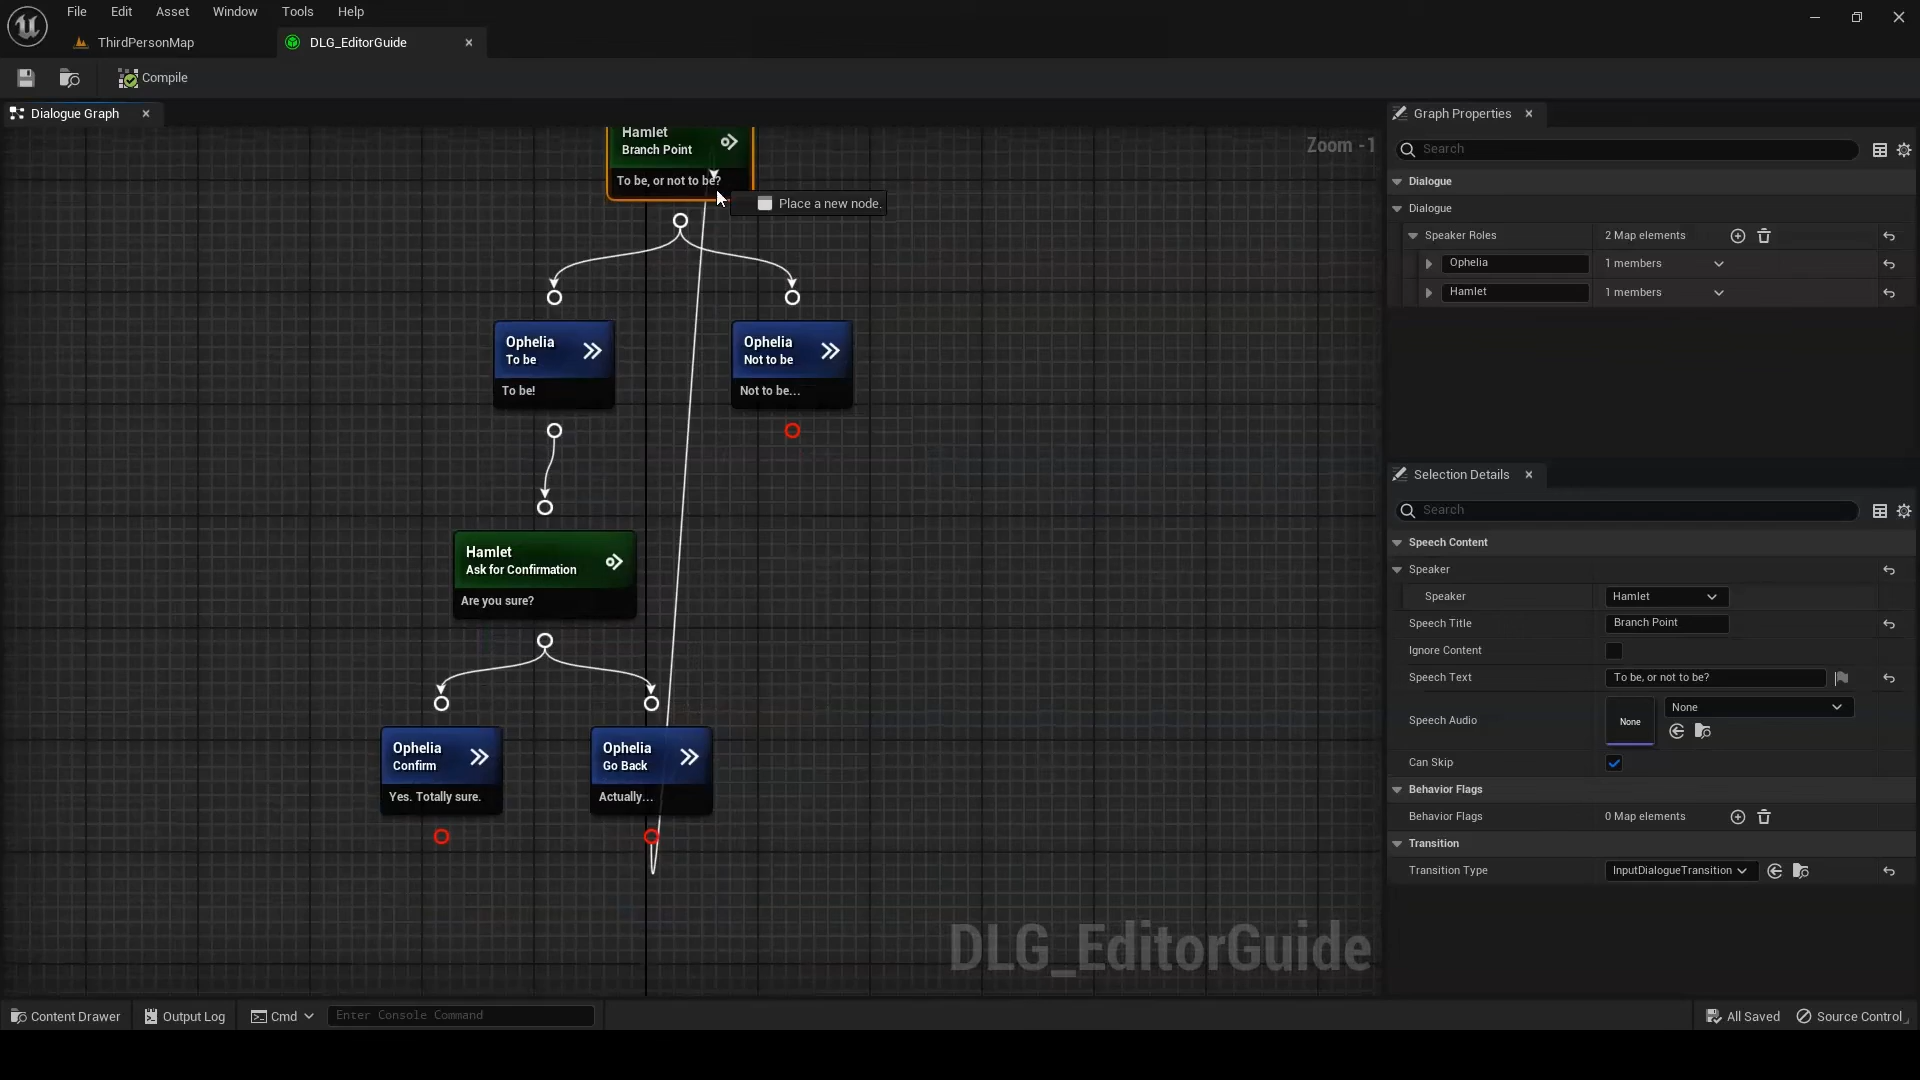 File Edit Asset Window Tools Help
ThirdPersonMap
DLG_EditorGuide
Compile
Dialogue Graph
Zoom -1
Hamlet
Branch Point
To be, or not to be?
Place a new node.
Ophelia
To be
To be!
Ophelia
Not to be
Not to be...
Hamlet
Ask for Confirmation
Are you sure?
Ophelia
Confirm
Yes. Totally sure.
Ophelia
Go Back
Actually...
DLG_EditorGuide
Graph Properties
Search
Dialogue
Dialogue
Speaker Roles 2 Map elements
Ophelia 1 members
Hamlet 1 members
Selection Details
Search
Speech Content
Speaker
Speaker Hamlet
Speech Title Branch Point
Ignore Content
Speech Text To be, or not to be?
Speech Audio None None
Can Skip
Behavior Flags
Behavior Flags 0 Map elements
Transition
Transition Type InputDialogueTransition
Content Drawer Output Log Cmd Enter Console Command All Saved Source Control